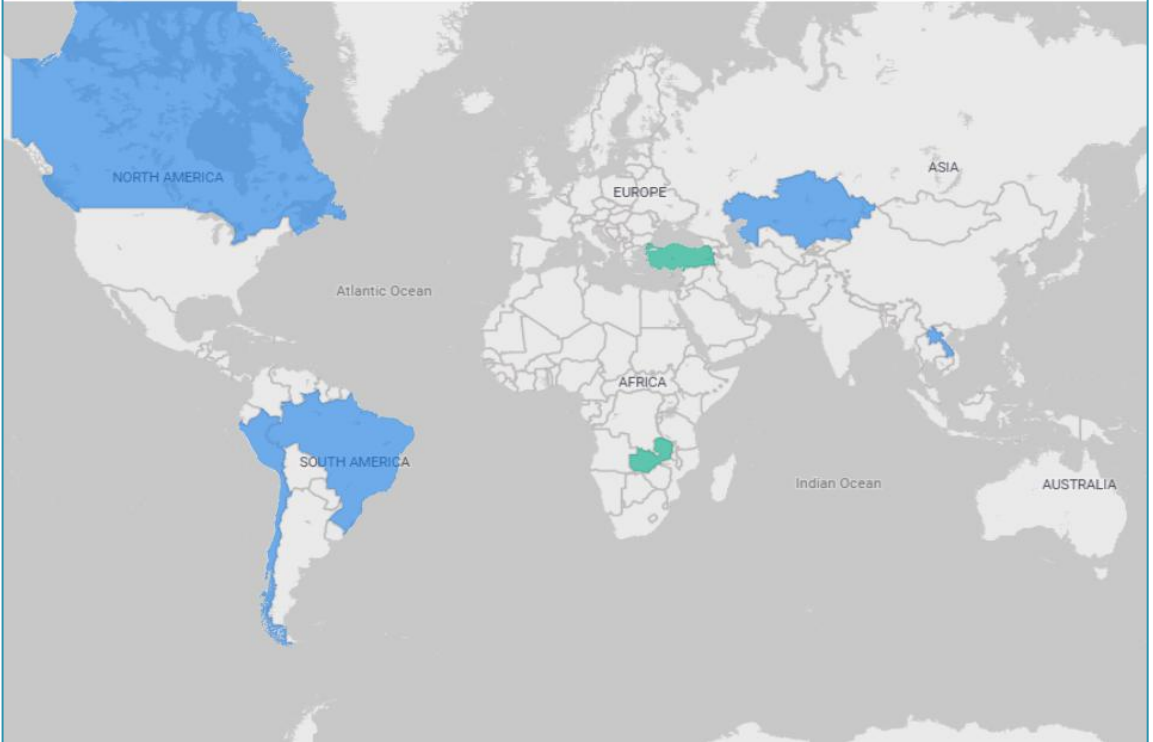 ASIA
NORTH AMERICA
EUROPE
Atlantic Ocean
AFRICA
SOUTH AMERICA
Indian Ocean
AUSTRALIA